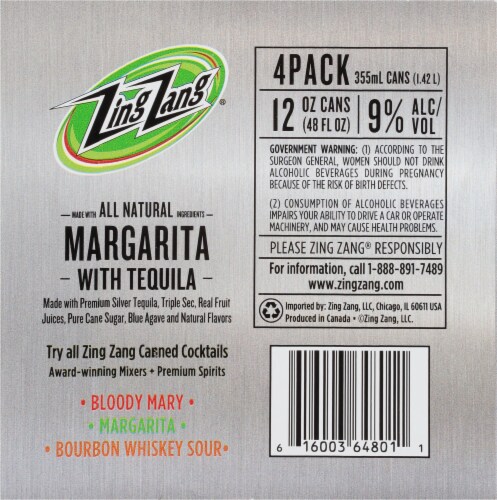 Zing Zang®
MADE WITH ALL NATURAL INGREDIENTS
MARGARITA
- WITH TEQUILA -
Made with Premium Silver Tequila, Triple Sec, Real Fruit
Juices, Pure Cane Sugar, Blue Agave and Natural Flavors
Try all Zing Zang Canned Cocktails
Award-winning Mixers + Premium Spirits
• BLOODY MARY •
• MARGARITA •
• BOURBON WHISKEY SOUR•
4PACK 355mL CANS (1.42 L)
12 OZ CANS (48 FL OZ) 9% ALC/VOL
GOVERNMENT WARNING: (1) ACCORDING TO THE
SURGEON GENERAL, WOMEN SHOULD NOT DRINK
ALCOHOLIC BEVERAGES DURING PREGNANCY
BECAUSE OF THE RISK OF BIRTH DEFECTS.
(2) CONSUMPTION OF ALCOHOLIC BEVERAGES
IMPAIRS YOUR ABILITY TO DRIVE A CAR OR OPERATE
MACHINERY, AND MAY CAUSE HEALTH PROBLEMS.
PLEASE ZING ZANG® RESPONSIBLY
For information, call 1-888-891-7489
www.zingzang.com
Imported by: Zing Zang, LLC, Chicago, IL 60611 USA
Produced in Canada • ©Zing Zang, LLC.
6 16003 64801 1